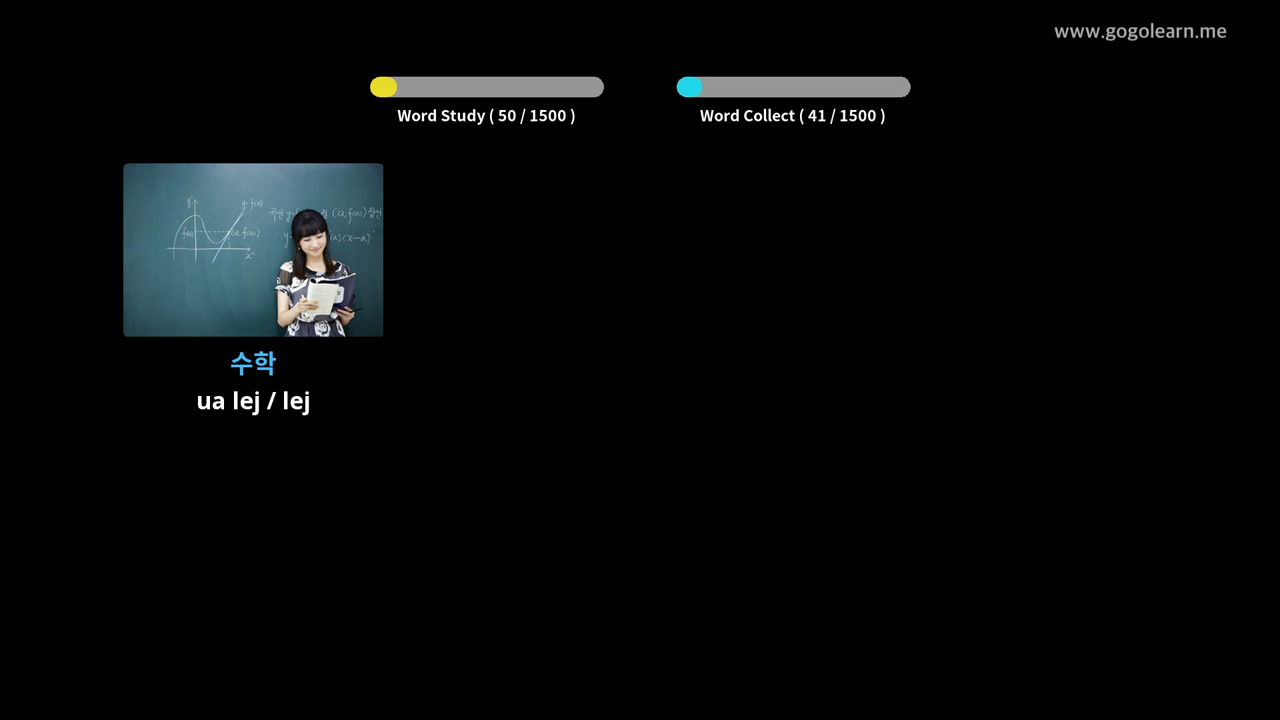 www.gogolearn.me
Word Study ( 50 / 1500 )
Word Collect ( 41 / 1500 )
y=f(x)
(a, f(a))
f(a)
x
수학
ua lej / lej